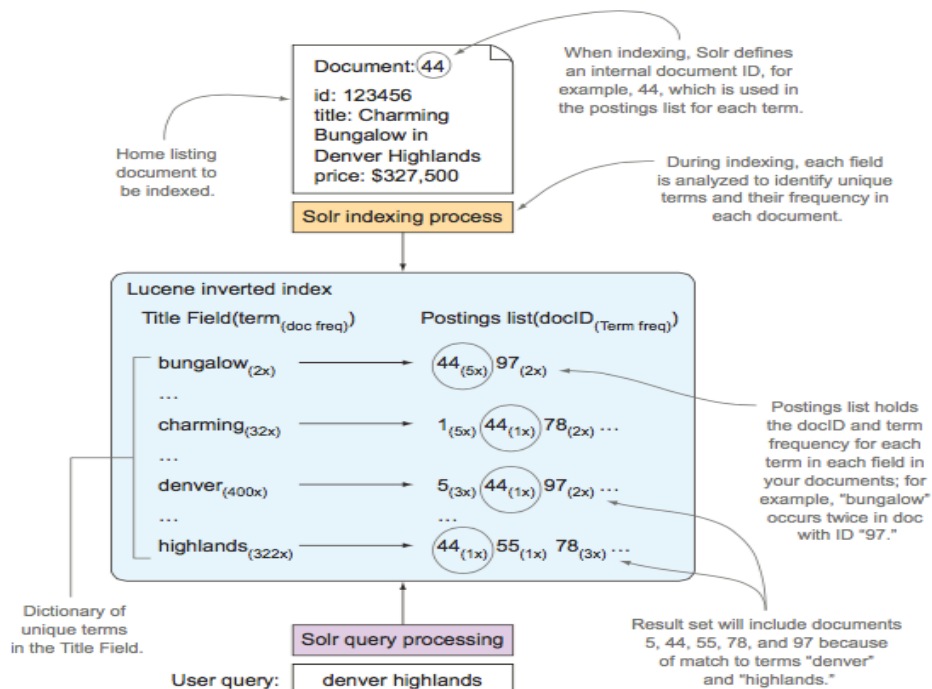 Document: 44
id: 123456
title: Charming
Bungalow in
Denver Highlands
price: $327,500
When indexing, Solr defines
an internal document ID, for
example, 44, which is used in
the postings list for each term.
Home listing
document to
be indexed.
During indexing, each field
is analyzed to identify unique
terms and their frequency in
each document.
Solr indexing process
Lucene inverted index
Title Field(term(doc freq)) Postings list(docID(Term freq))
bungalow(2x) 44(5x) 97(2x)
...
charming(32x) 1(5x) 44(1x) 78(2x) ...
...
denver(400x) 5(3x) 44(1x) 97(2x) ...
... ...
highlands(322x) 44(1x) 55(1x) 78(3x) ...
Postings list holds
the docID and term
frequency for each
term in each field in
your documents; for
example, "bungalow"
occurs twice in doc
with ID "97."
Dictionary of
unique terms
in the Title Field.
Solr query processing
User query: denver highlands
Result set will include documents
5, 44, 55, 78, and 97 because
of match to terms "denver"
and "highlands."